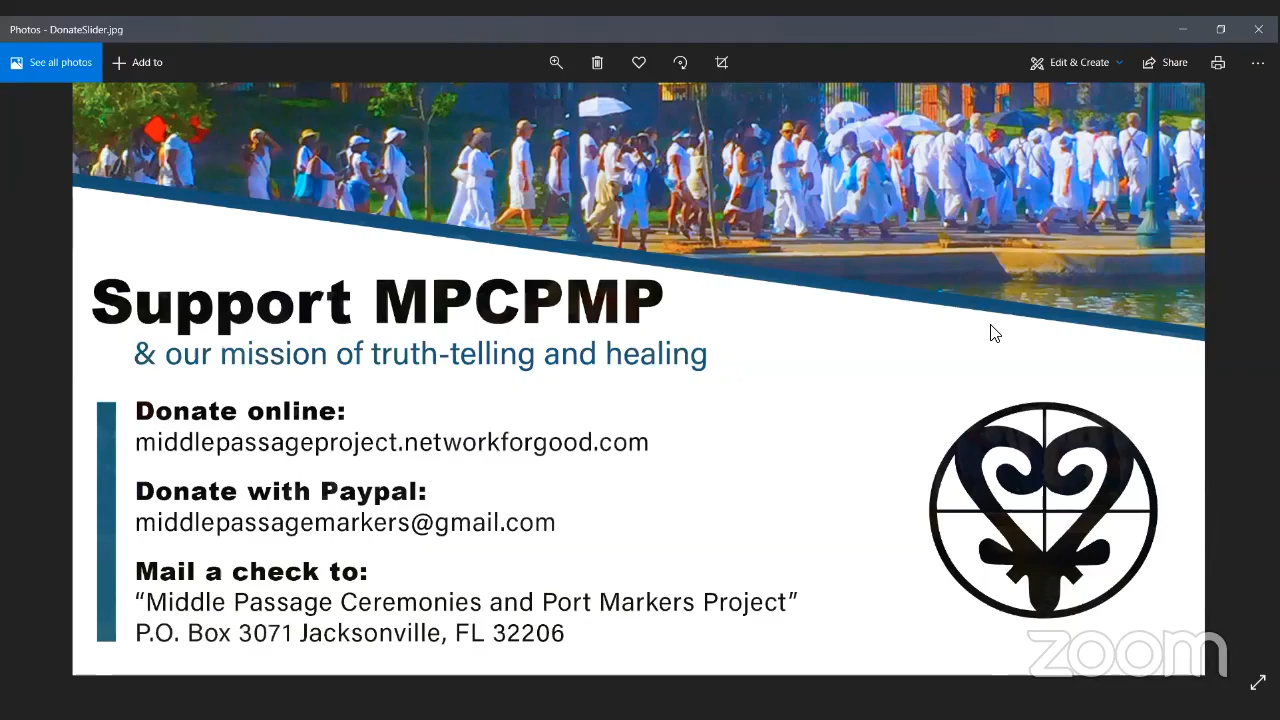 Photos - DonateSlider.jpg
See all photos
Add to
Edit & Create
Share
Support MPCPMP
& our mission of truth-telling and healing
Donate online:
middlepassageproject.networkforgood.com
Donate with Paypal:
middlepassagemarkers@gmail.com
Mail a check to:
“Middle Passage Ceremonies and Port Markers Project”
P.O. Box 3071 Jacksonville, FL 32206
zoom